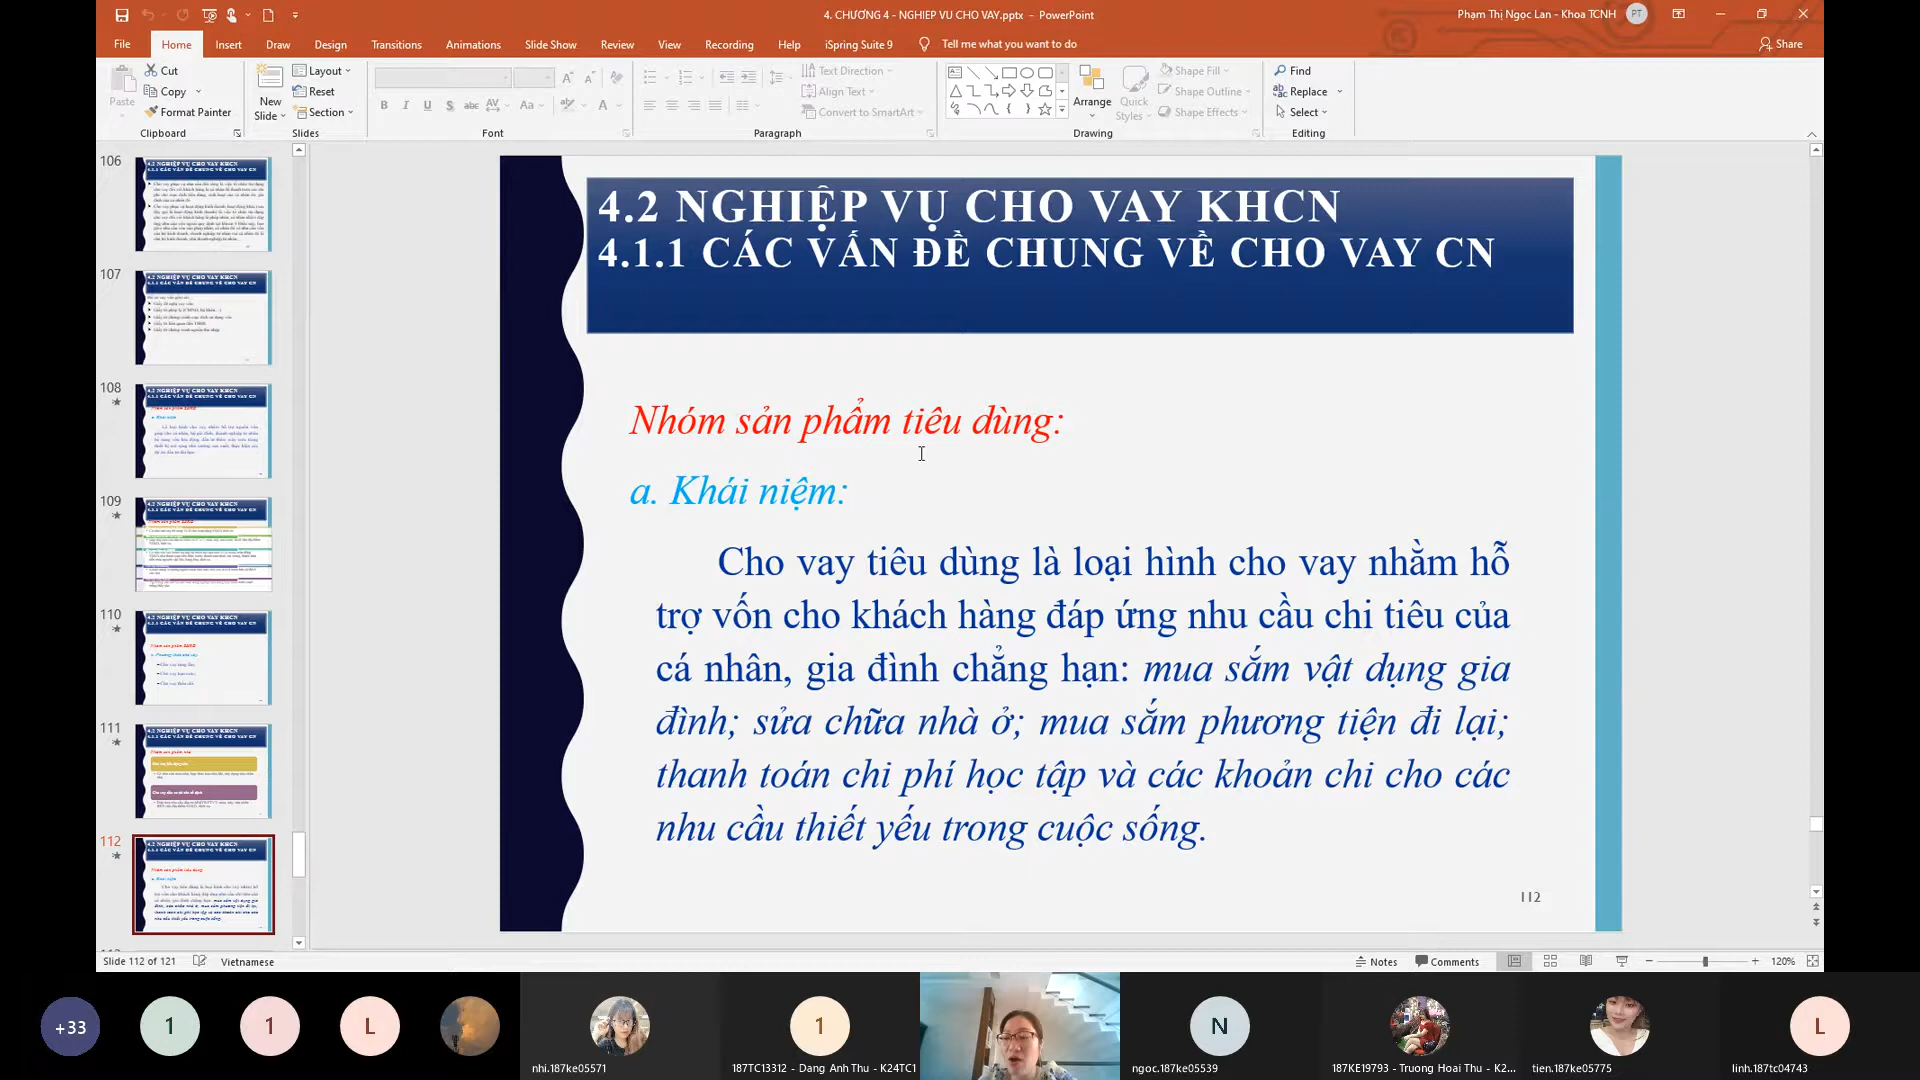 4. CHƯƠNG 4 - NGHIEP VU CHO VAY.pptx - PowerPoint
Phạm Thị Ngọc Lan - Khoa TCNH
PT
File Home Insert Draw Design Transitions Animations Slide Show Review View Recording Help iSpring Suite 9 Tell me what you want to do Share
Paste
Cut
Copy
Format Painter
Clipboard
New Slide
Layout
Reset
Section
Slides
Font
Text Direction
Align Text
Convert to SmartArt
Paragraph
Arrange
Quick Styles
Shape Fill
Shape Outline
Shape Effects
Drawing
Find
Replace
Select
Editing
106
107
108
109
110
111
112
4.2 NGHIỆP VỤ CHO VAY KHCN
4.1.1 CÁC VẤN ĐỀ CHUNG VỀ CHO VAY CN
Nhóm sản phẩm tiêu dùng:
a. Khái niệm:
Cho vay tiêu dùng là loại hình cho vay nhằm hỗ
trợ vốn cho khách hàng đáp ứng nhu cầu chi tiêu của
cá nhân, gia đình chẳng hạn: mua sắm vật dụng gia
đình; sửa chữa nhà ở; mua sắm phương tiện đi lại;
thanh toán chi phí học tập và các khoản chi cho các
nhu cầu thiết yếu trong cuộc sống.
112
Slide 112 of 121
Vietnamese
Notes
Comments
120%
+33
1
1
L
1
N
L
nhi.187ke05571
187TC13312 - Dang Anh Thu - K24TC1
ngoc.187ke05539
187KE19793 - Truong Hoai Thu - K2...
tien.187ke05775
linh.187tc04743